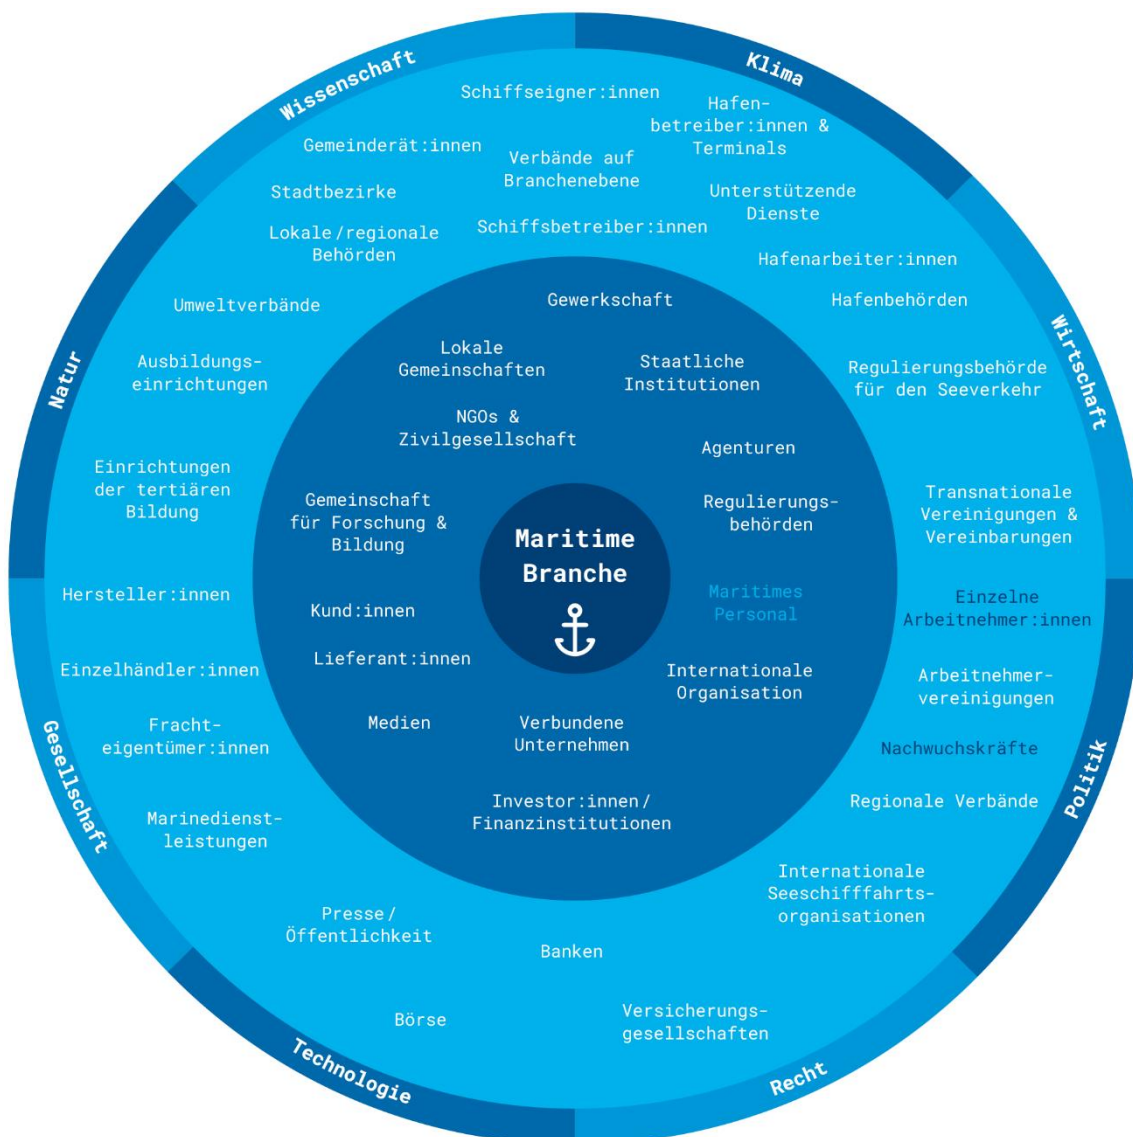 Wissenschaft
Klima
Wirtschaft
Politik
Recht
Technologie
Gesellschaft
Natur
Schiffseigner:innen
Hafen-
betreiber:innen &
Terminals
Gemeinderät:innen
Verbände auf
Branchenebene
Stadtbezirke
Unterstützende
Dienste
Lokale/regionale
Behörden
Schiffsbetreiber:innen
Hafenarbeiter:innen
Umweltverbände
Hafenbehörden
Ausbildungs-
einrichtungen
Regulierungsbehörde
für den Seeverkehr
Einrichtungen
der tertiären
Bildung
Transnationale
Vereinigungen &
Vereinbarungen
Hersteller:innen
Einzelne
Arbeitnehmer:innen
Einzelhändler:innen
Arbeitnehmer-
vereinigungen
Fracht-
eigentümer:innen
Nachwuchskräfte
Marinedienst-
leistungen
Regionale Verbände
Internationale
Seeschifffahrts-
organisationen
Presse/
Öffentlichkeit
Banken
Börse
Versicherungs-
gesellschaften
Gewerkschaft
Lokale
Gemeinschaften
Staatliche
Institutionen
NGOs &
Zivilgesellschaft
Agenturen
Gemeinschaft
für Forschung &
Bildung
Regulierungs-
behörden
Kund:innen
Maritimes
Personal
Lieferant:innen
Internationale
Organisation
Medien
Verbundene
Unternehmen
Investor:innen/
Finanzinstitutionen
Maritime
Branche